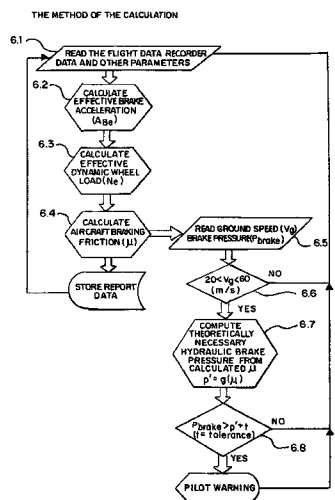 THE METHOD OF THE CALCULATION
6.1
READ THE FLIGHT DATA RECORDER
DATA AND OTHER PARAMETERS
6.2
CALCULATE
EFFECTIVE BRAKE
ACCELERATION
(ABe)
6.3
CALCULATE
EFFECTIVE
DYNAMIC WHEEL
LOAD(Ne)
6.4
CALCULATE
AIRCRAFT BRAKING
FRICTION(μ)
STORE REPORT
DATA
READ GROUND SPEED (Vg)
BRAKE PRESSURE(Pbrake)
6.5
20<Vg<60
(m/s)
NO
6.6
YES
6.7
COMPUTE
THEORETICALLY
NECESSARY
HYDRAULIC BRAKE
PRESSURE FROM
CALCULATED μ
p'=g(μ)
Pbrake>p'+t
(t= tolerance)
NO
6.8
YES
PILOT WARNING